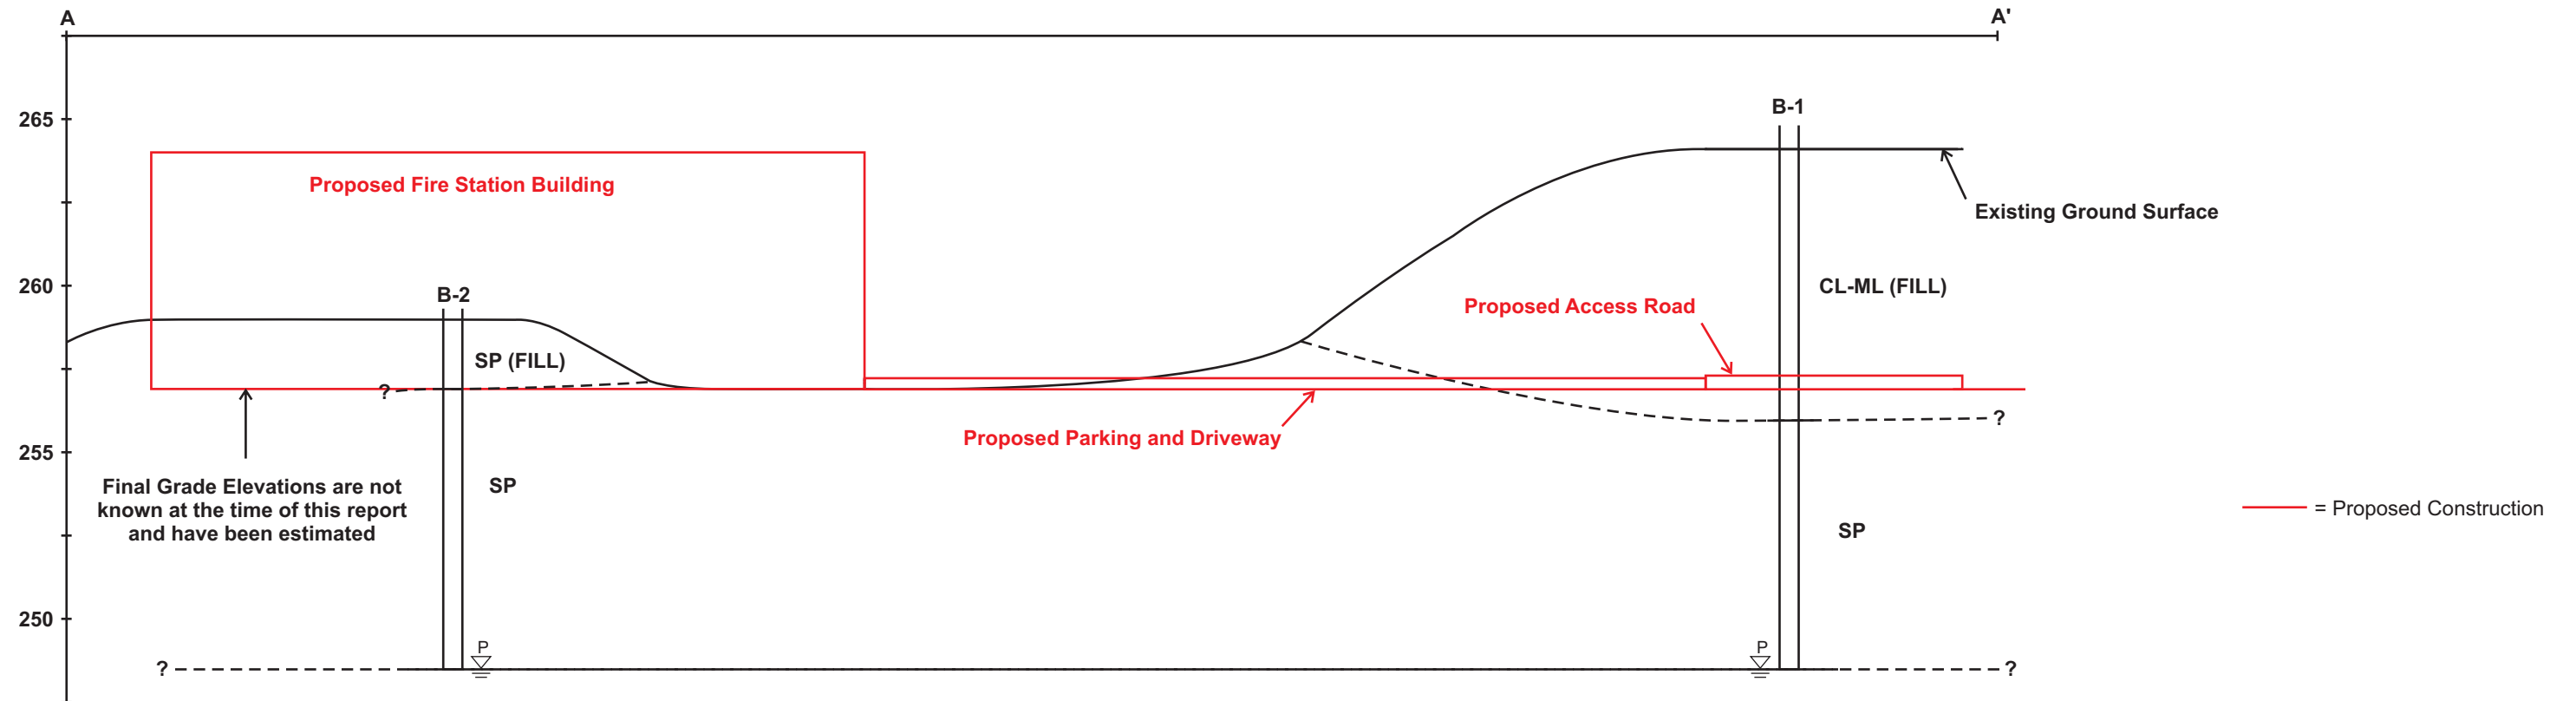 A
A'
B-1
265
Proposed Fire Station Building
Existing Ground Surface
260
CL-ML (FILL)
B-2
Proposed Access Road
SP (FILL)
?
?
Proposed Parking and Driveway
255
SP
Final Grade Elevations are not
known at the time of this report
and have been estimated
= Proposed Construction
SP
250
P
P
?
?